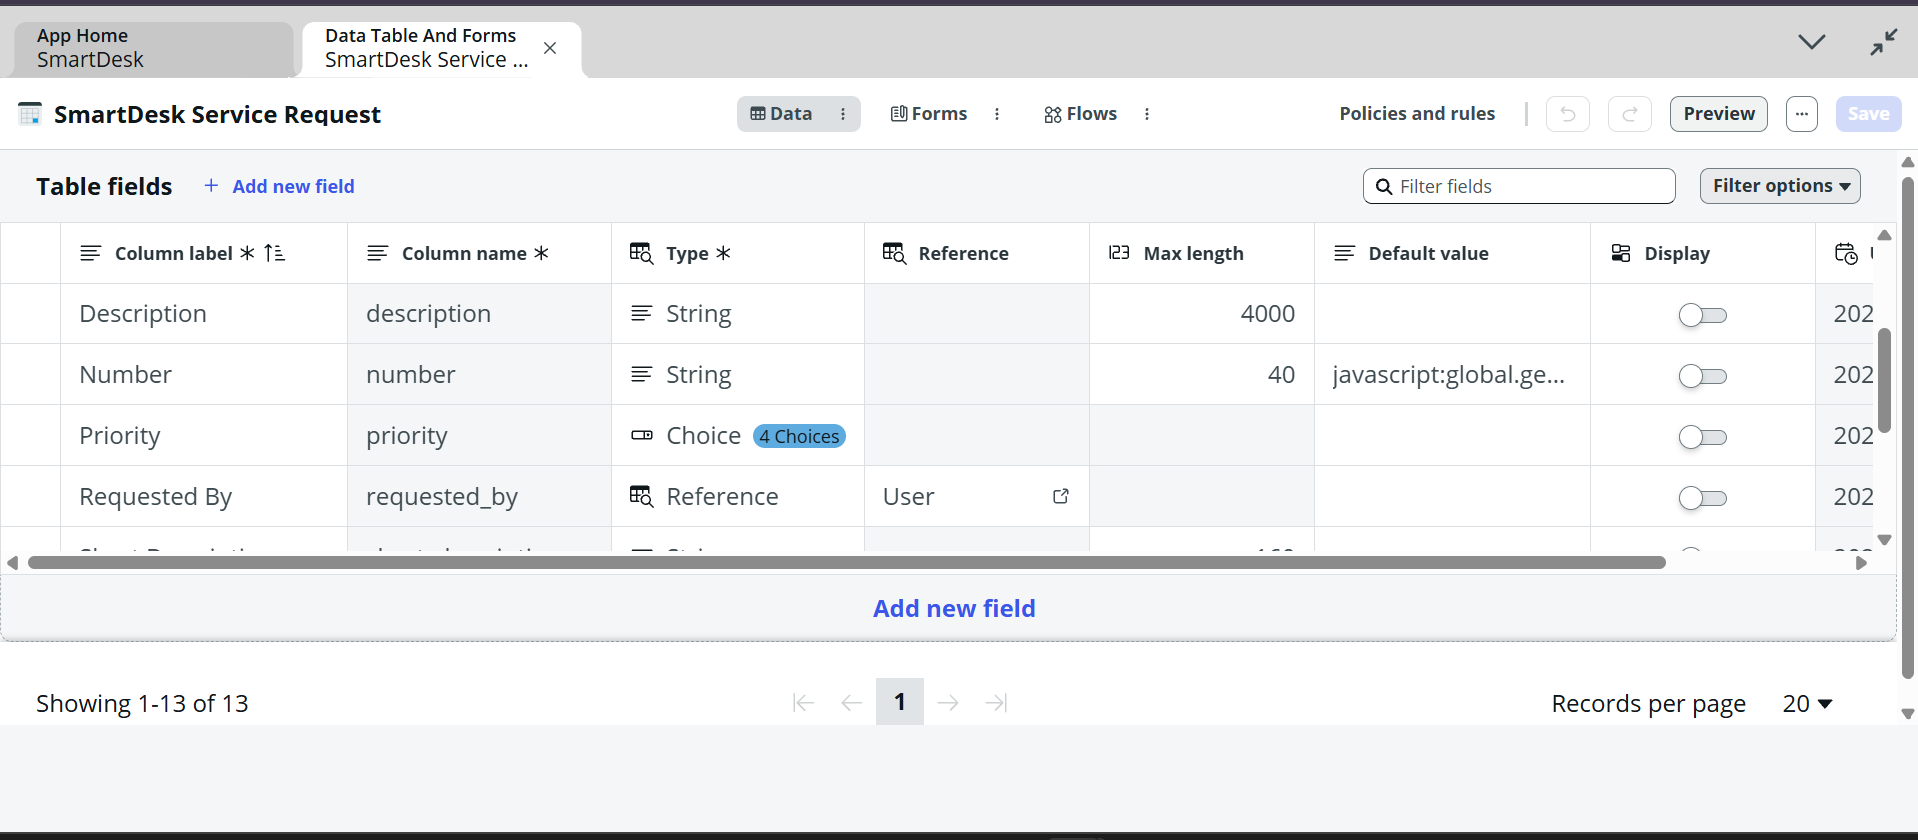 App Home
SmartDesk
Data Table And Forms
SmartDesk Service ...
SmartDesk Service Request
Data
Forms
Flows
Policies and rules
Preview
Save
Table fields
+ Add new field
Filter fields
Filter options
Column label *
Column name *
Type *
Reference
Max length
Default value
Display
Description description String 4000 202
Number number String 40 javascript:global.ge... 202
Priority priority Choice 4 Choices 202
Requested By requested_by Reference User 202
Add new field
Showing 1-13 of 13
1
Records per page 20